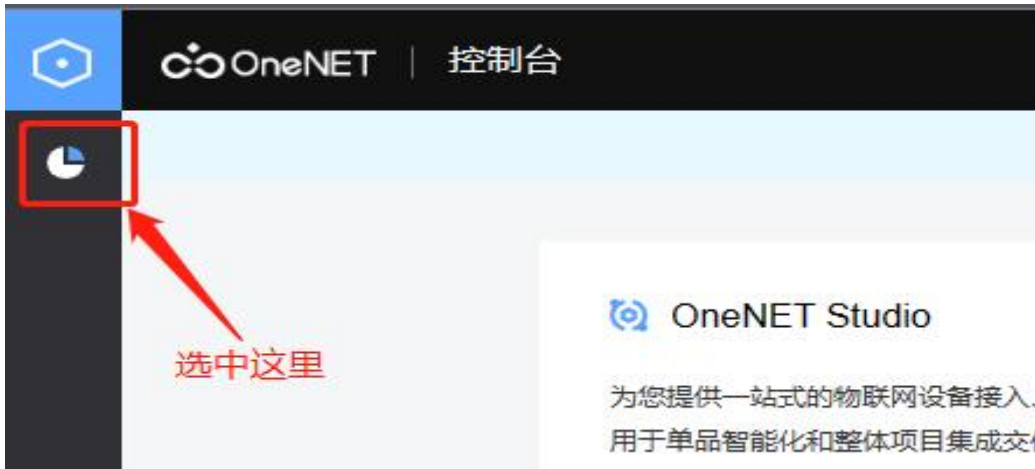 OneNET | 控制台
OneNET Studio
选中这里
为您提供一站式的物联网设备接入、
用于单品智能化和整体项目集成交